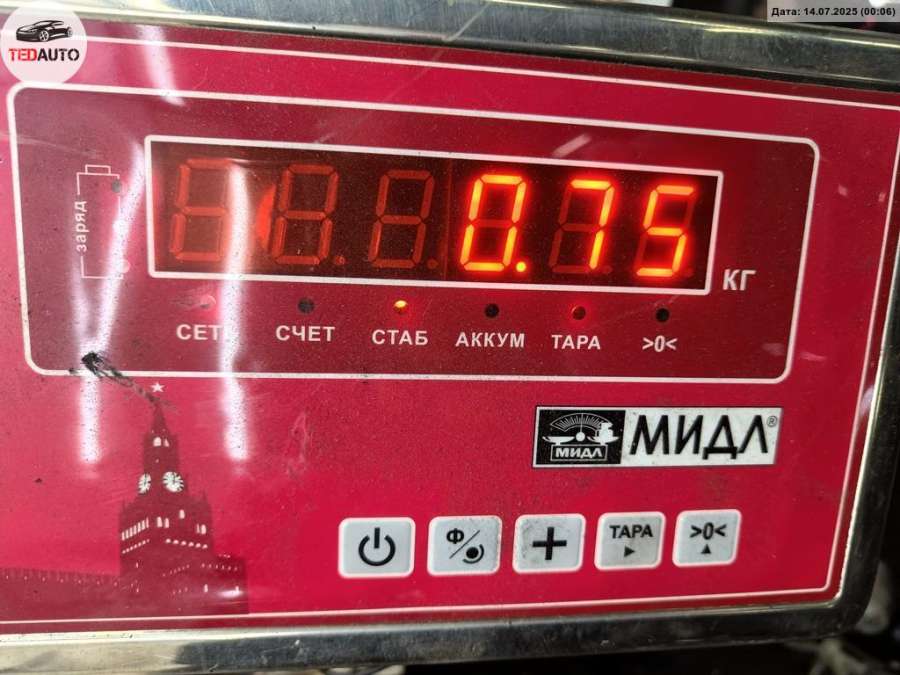 Дата: 14.07.2025 (00:06)
TEDAUTO
заряд
0.75
КГ
СЕТЬ СЧЕТ СТАБ АККУМ ТАРА >0<
МИДЛ МИДЛ®
Ф/ + ТАРА >0<